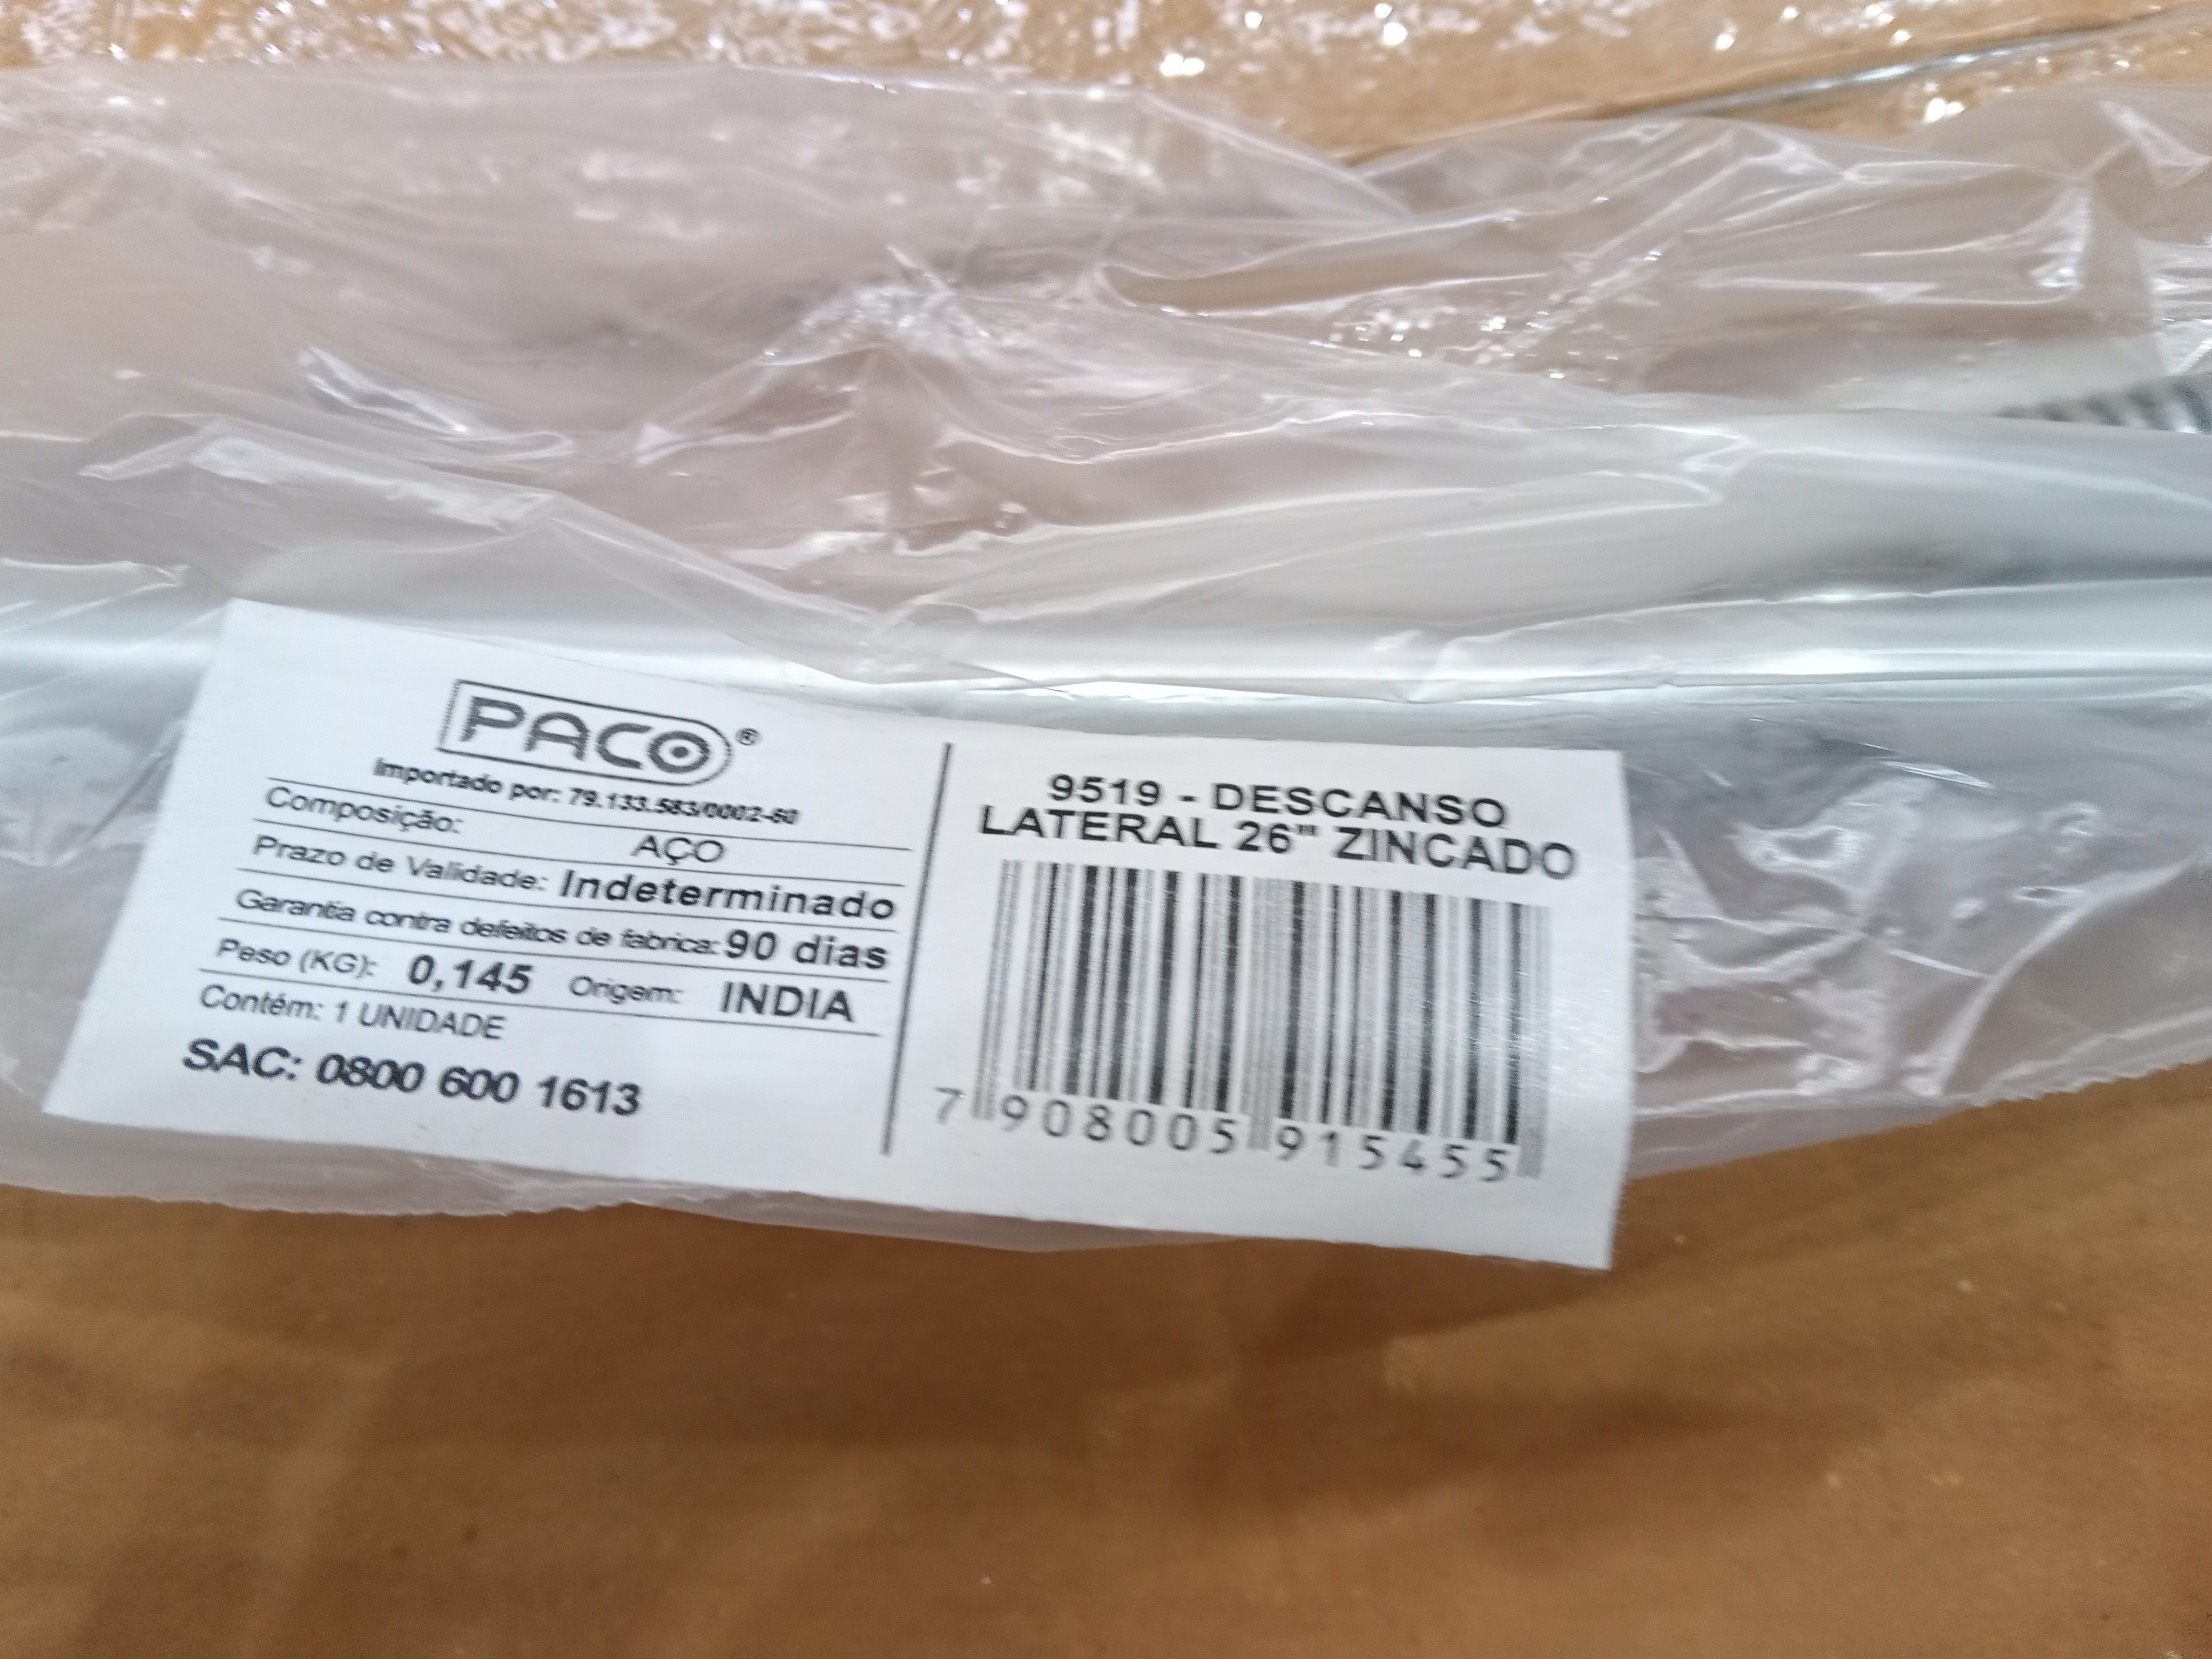 PACO®
Importado por: 79.133.583/0002-60
Composição: AÇO
Prazo de Validade: Indeterminado
Garantia contra defeitos de fabrica: 90 dias
Peso (KG): 0,145 Origem: INDIA
Contém: 1 UNIDADE
SAC: 0800 600 1613
9519 - DESCANSO
LATERAL 26" ZINCADO
7 908005 915455